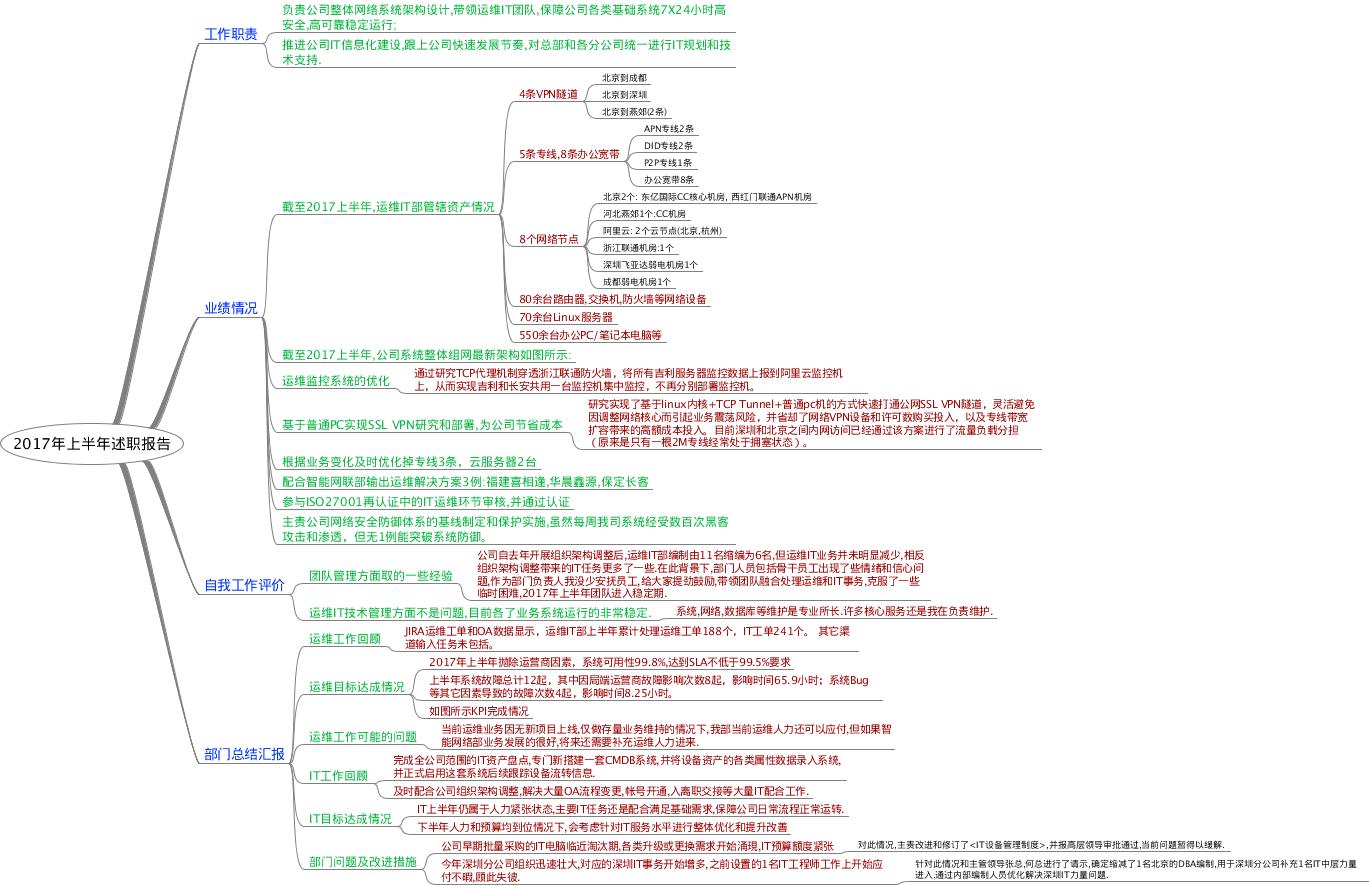 工作职责
负责公司整体网络系统架构设计,带领运维IT团队,保障公司各类基础系统7X24小时高
安全,高可靠稳定运行;
推进公司IT信息化建设,跟上公司快速发展节奏,对总部和各分公司统一进行IT规划和技
术支持.
业绩情况
截至2017上半年,运维IT部管辖资产情况
4条VPN隧道
北京到成都
北京到深圳
北京到燕郊(2条)
5条专线,8条办公宽带
APN专线2条
DID专线2条
P2P专线1条
办公宽带8条
8个网络节点
北京2个: 东亿国际CC核心机房, 西红门联通APN机房
河北燕郊1个:CC机房
阿里云: 2个云节点(北京,杭州)
浙江联通机房:1个
深圳飞亚达弱电机房1个
成都弱电机房1个
80余台路由器,交换机,防火墙等网络设备
70余台Linux服务器
550余台办公PC/笔记本电脑等
截至2017上半年,公司系统整体组网最新架构如图所示:
运维监控系统的优化
通过研究TCP代理机制穿透浙江联通防火墙，将所有吉利服务器监控数据上报到阿里云监控机
上，从而实现吉利和长安共用一台监控机集中监控，不再分别部署监控机。
基于普通PC实现SSL VPN研究和部署,为公司节省成本
研究实现了基于linux内核+TCP Tunnel+普通pc机的方式快速打通公网SSL VPN隧道，灵活避免
因调整网络核心而引起业务震荡风险，并省却了网络VPN设备和许可数购买投入，以及专线带宽
扩容带来的高额成本投入。目前深圳和北京之间内网访问已经通过该方案进行了流量负载分担
（原来是只有一根2M专线经常处于拥塞状态）。
根据业务变化及时优化掉专线3条，云服务器2台
配合智能网联部输出运维解决方案3例:福建喜相逢,华晨鑫源,保定长客
参与ISO27001再认证中的IT运维环节审核,并通过认证
主责公司网络安全防御体系的基线制定和保护实施,虽然每周我司系统经受数百次黑客
攻击和渗透，但无1例能突破系统防御。
2017年上半年述职报告
自我工作评价
团队管理方面取的一些经验
公司自去年开展组织架构调整后,运维IT部编制由11名缩编为6名,但运维IT业务并未明显减少,相反
组织架构调整带来的IT任务更多了一些.在此背景下,部门人员包括骨干员工出现了些情绪和信心问
题,作为部门负责人我没少安抚员工,给大家提劲鼓励,带领团队融合处理运维和IT事务,克服了一些
临时困难,2017年上半年团队进入稳定期.
运维IT技术管理方面不是问题,目前各了业务系统运行的非常稳定.
系统,网络,数据库等维护是专业所长.许多核心服务还是我在负责维护.
部门总结汇报
运维工作回顾
JIRA运维工单和OA数据显示，运维IT部上半年累计处理运维工单188个，IT工单241个。 其它渠
道输入任务未包括。
运维目标达成情况
2017年上半年抛除运营商因素，系统可用性99.8%,达到SLA不低于99.5%要求
上半年系统故障总计12起，其中因局端运营商故障影响次数8起，影响时间65.9小时；系统Bug
等其它因素导致的故障次数4起，影响时间8.25小时。
如图所示KPI完成情况
运维工作可能的问题
当前运维业务因无新项目上线,仅做存量业务维持的情况下,我部当前运维人力还可以应付,但如果智
能网络部业务发展的很好,将来还需要补充运维人力进来.
IT工作回顾
完成全公司范围的IT资产盘点,专门新搭建一套CMDB系统,并将设备资产的各类属性数据录入系统,
并正式启用这套系统后续跟踪设备流转信息.
及时配合公司组织架构调整,解决大量OA流程变更,帐号开通,入离职交接等大量IT配合工作.
IT目标达成情况
IT上半年仍属于人力紧张状态,主要IT任务还是配合满足基础需求,保障公司日常流程正常运转.
下半年人力和预算均到位情况下,会考虑针对IT服务水平进行整体优化和提升改善
部门问题及改进措施
公司早期批量采购的IT电脑临近淘汰期,各类升级或更换需求开始涌现,IT预算额度紧张
对此情况,主责改进和修订了<IT设备管理制度>,并报高层领导审批通过,当前问题暂得以缓解.
今年深圳分公司组织迅速壮大,对应的深圳IT事务开始增多,之前设置的1名IT工程师工作上开始应
付不暇,顾此失彼.
针对此情况和主管领导张总,何总进行了请示,确定缩减了1名北京的DBA编制,用于深圳分公司补充1名IT中层力量
进入.通过内部编制人员优化解决深圳IT力量问题.